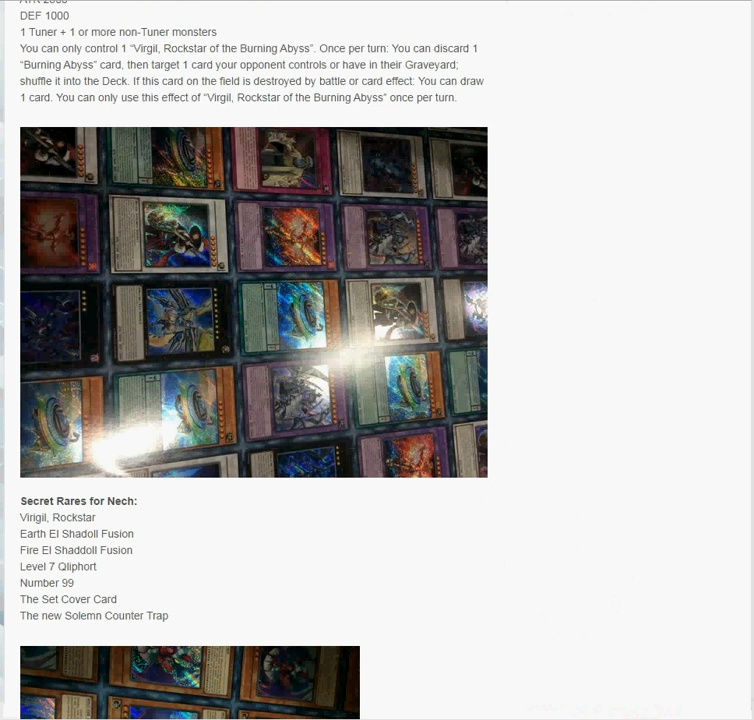 DEF 1000
1 Tuner + 1 or more non-Tuner monsters
You can only control 1 “Virgil, Rockstar of the Burning Abyss”. Once per turn: You can discard 1
“Burning Abyss” card, then target 1 card your opponent controls or have in their Graveyard;
shuffle it into the Deck. If this card on the field is destroyed by battle or card effect: You can draw
1 card. You can only use this effect of “Virgil, Rockstar of the Burning Abyss” once per turn.
Secret Rares for Nech:
Virigil, Rockstar
Earth El Shadoll Fusion
Fire El Shaddoll Fusion
Level 7 Qliphort
Number 99
The Set Cover Card
The new Solemn Counter Trap